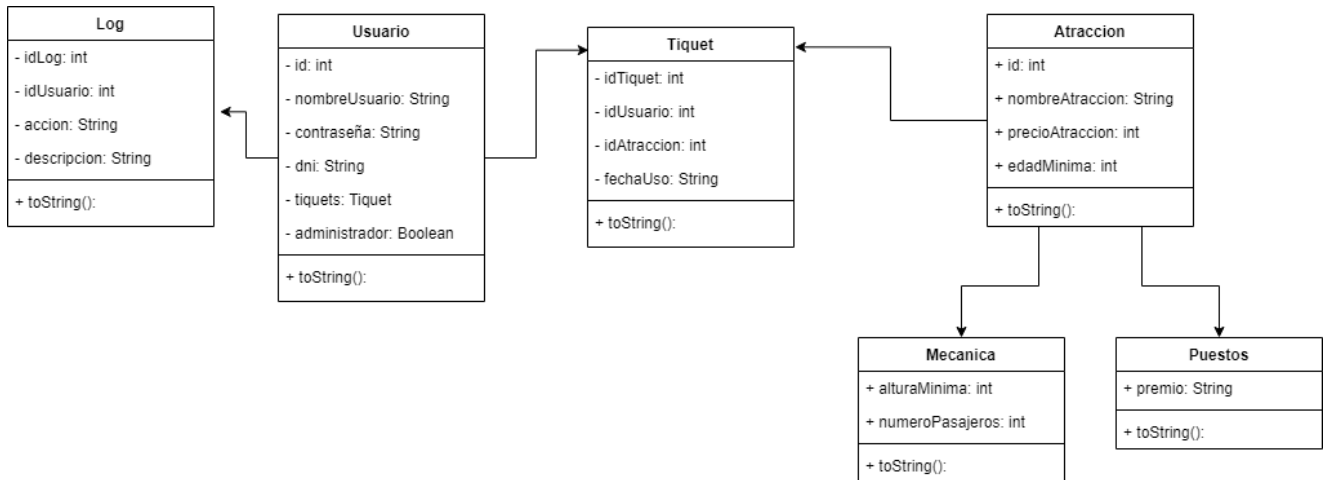 Log
- idLog: int
- idUsuario: int
- accion: String
- descripcion: String
+ toString():
Usuario
- id: int
- nombreUsuario: String
- contraseña: String
- dni: String
- tiquets: Tiquet
- administrador: Boolean
+ toString():
Tiquet
- idTiquet: int
- idUsuario: int
- idAtraccion: int
- fechaUso: String
+ toString():
Atraccion
+ id: int
+ nombreAtraccion: String
+ precioAtraccion: int
+ edadMinima: int
+ toString():
Mecanica
+ alturaMinima: int
+ numeroPasajeros: int
+ toString():
Puestos
+ premio: String
+ toString():